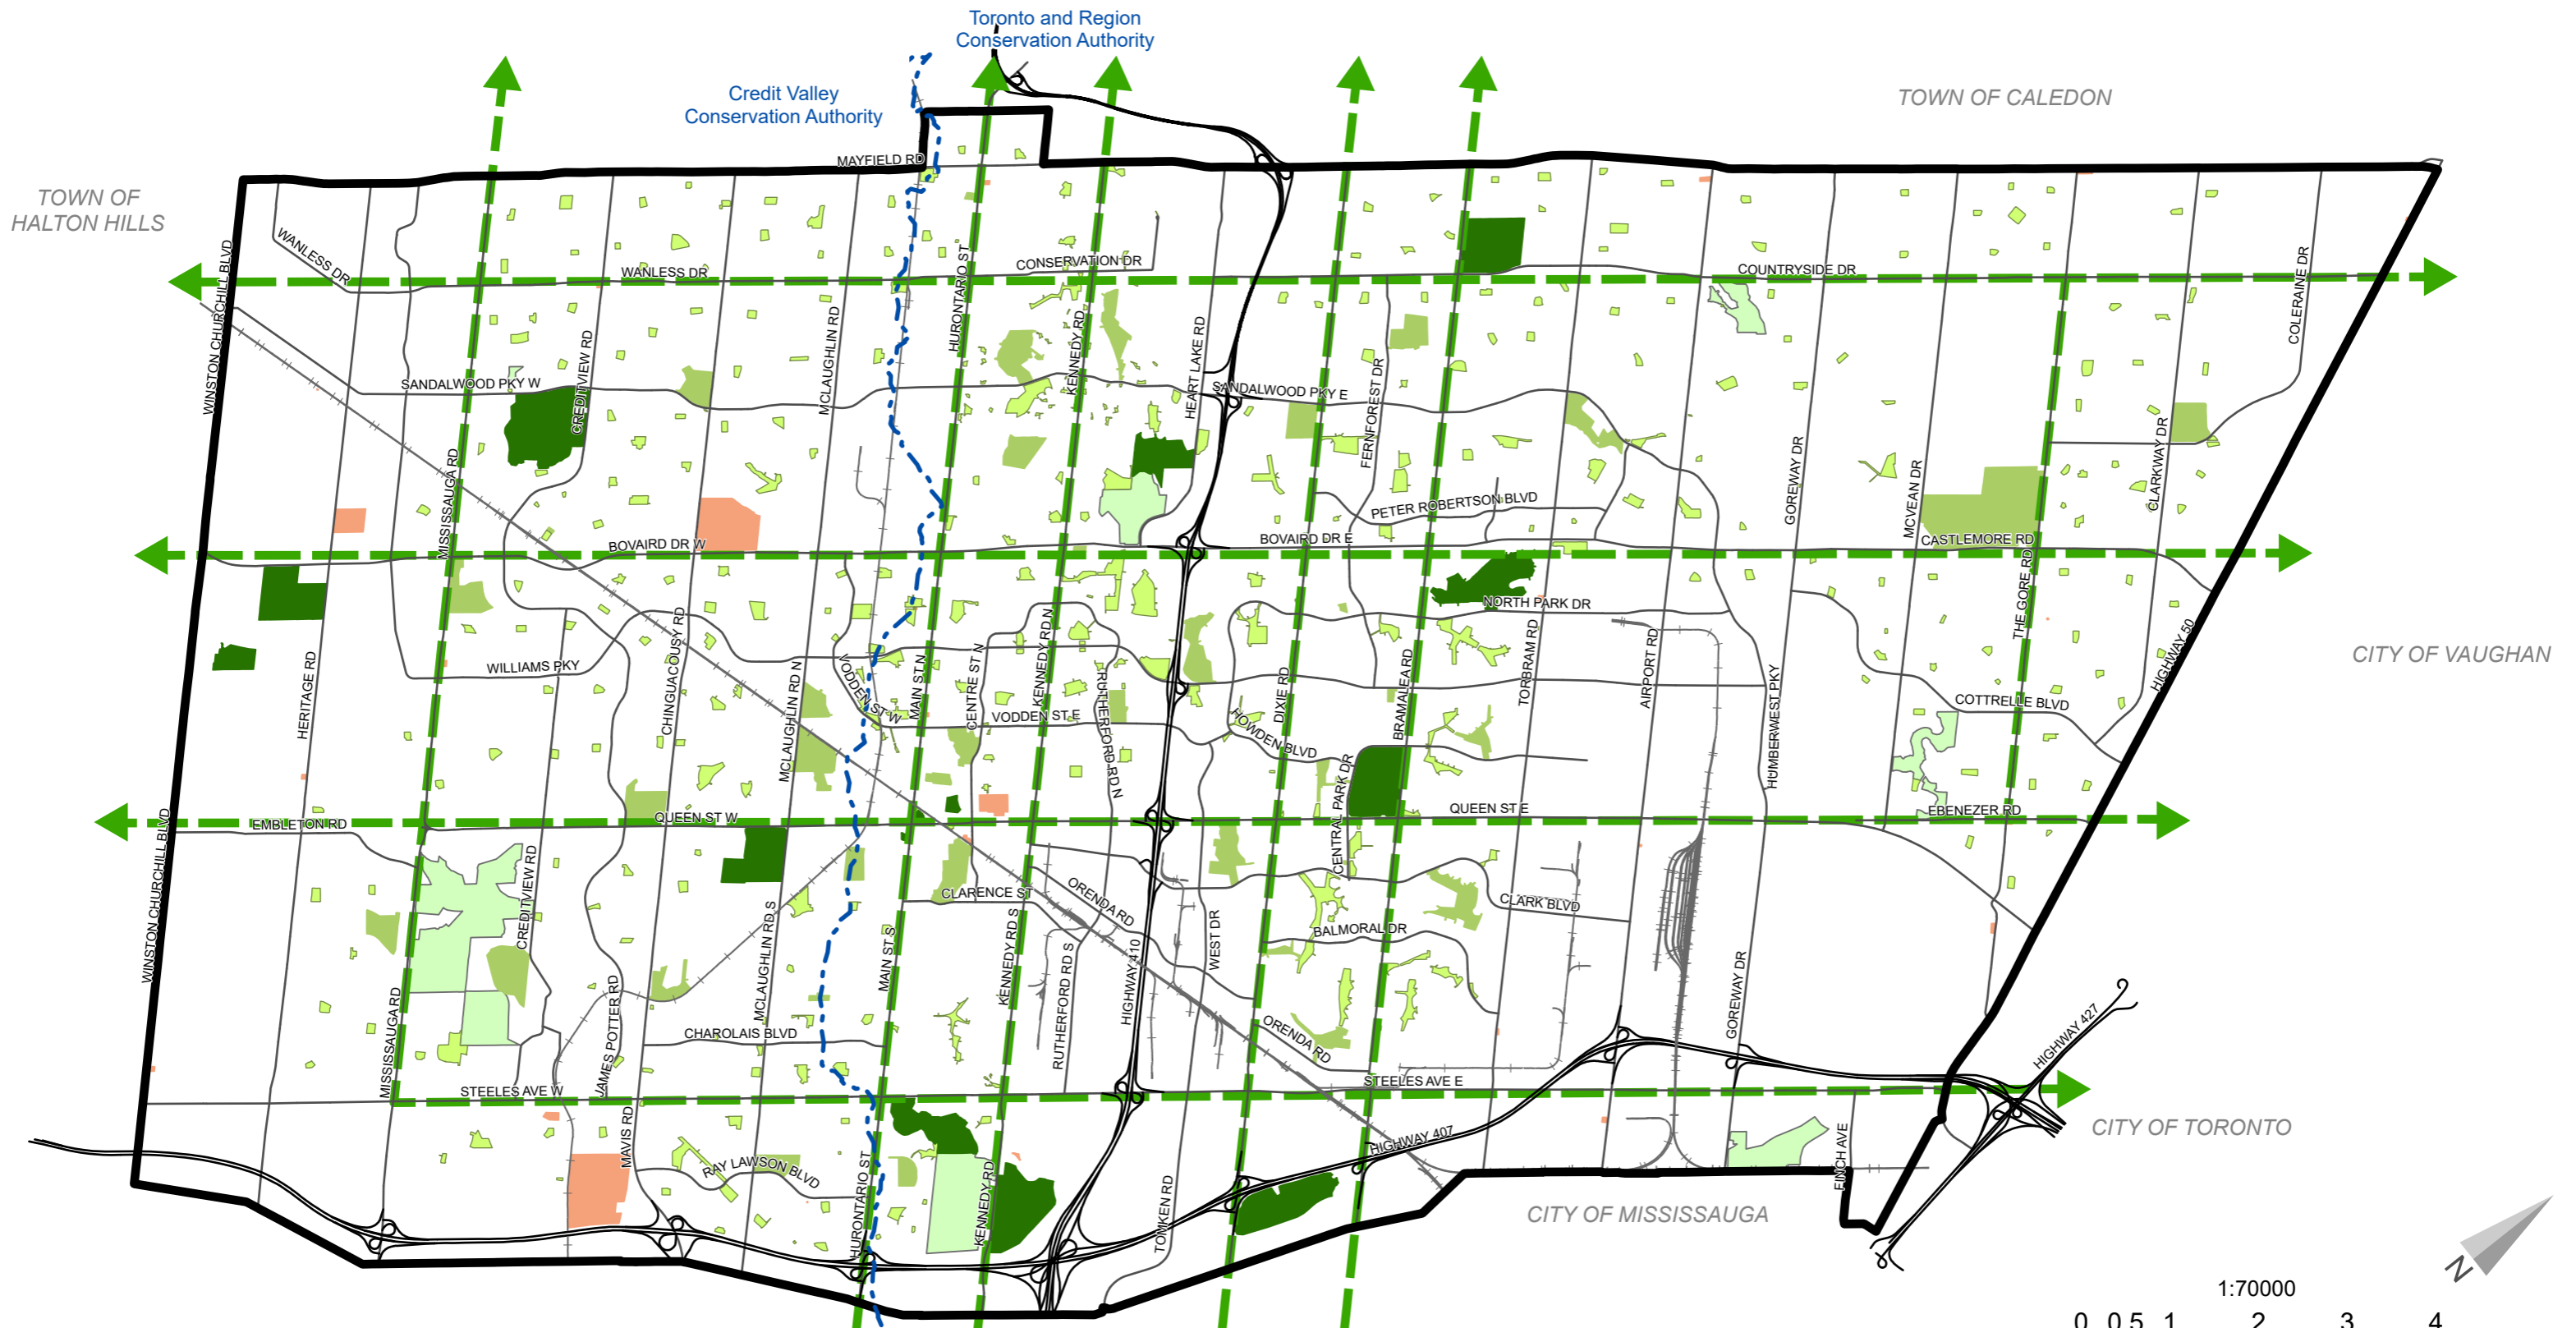 Toronto and Region
Conservation Authority
Credit Valley
Conservation Authority
TOWN OF CALEDON
TOWN OF
HALTON HILLS
MAYFIELD RD
WANLESS DR
WANLESS DR
CONSERVATION DR
COUNTRYSIDE DR
WINSTON CHURCHILL BLVD
HURONTARIO ST
COLERAINE DR
CREDITVIEW RD
MCLAUGHLIN RD
KENNEDY RD
HEART LAKE RD
SANDALWOOD PKY W
SANDALWOOD PKY E
FERNFOREST DR
MISSISSAUGA RD
GOREWAY DR
MCVEAN DR
CLARKWAY DR
PETER ROBERTSON BLVD
BOVAIRD DR W
BOVAIRD DR E
CASTLEMORE RD
THE GORE RD
NORTH PARK DR
HIGHWAY 50
CITY OF VAUGHAN
HERITAGE RD
WILLIAMS PKY
CHINGUACOUSY RD
MCLAUGHLIN RD N
VODDEN ST W
MAIN ST N
CENTRE ST N
KENNEDY RD N
RUTHERFORD RD N
VODDEN ST E
HOWDEN BLVD
DIXIE RD
BRAMALEA RD
TORBRAM RD
AIRPORT RD
HUMBERWEST PKY
COTTRELLE BLVD
CENTRAL PARK DR
EMBLETON RD
QUEEN ST W
QUEEN ST E
EBENEZER RD
WINSTON CHURCHILL BLVD
CREDITVIEW RD
CLARENCE ST
ORENDA RD
CLARK BLVD
BALMORAL DR
MCLAUGHLIN RD S
MAIN ST S
KENNEDY RD S
RUTHERFORD RD S
HIGHWAY 410
WEST DR
GOREWAY DR
MISSISSAUGA RD
JAMES POTTER RD
CHAROLAIS BLVD
ORENDA RD
HIGHWAY 427
STEELES AVE W
STEELES AVE E
MAVIS RD
RAY LAWSON BLVD
HURONTARIO ST
KENNEDY RD
TOMKEN RD
HIGHWAY 407
FINCH AVE
CITY OF TORONTO
CITY OF MISSISSAUGA
N
1:70000
0 0.5 1 2 3 4